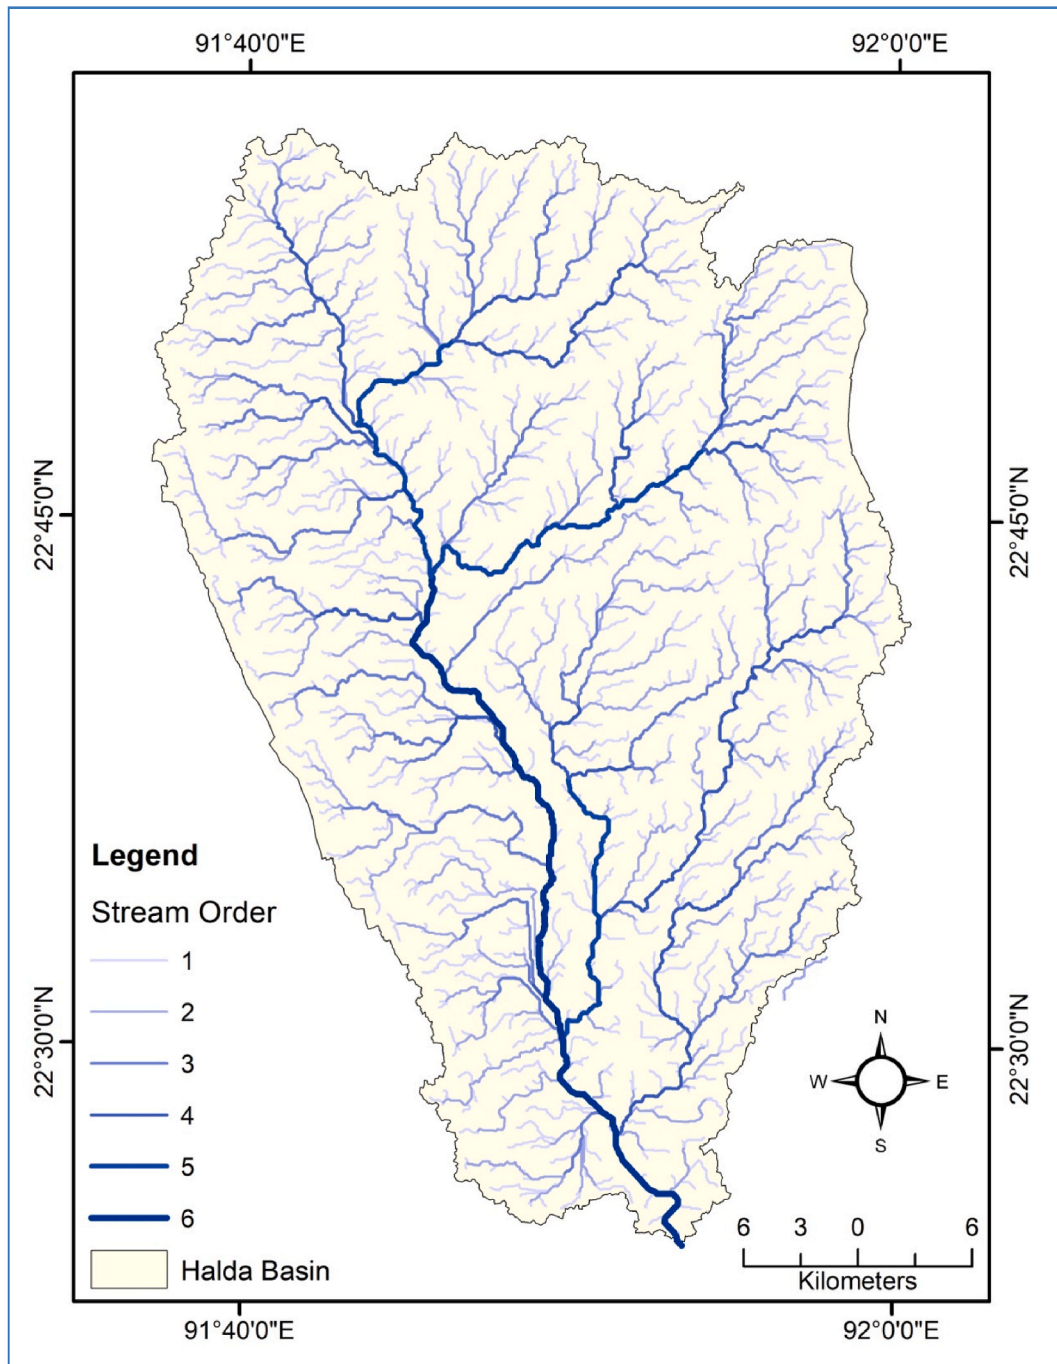 91°40'0"E
92°0'0"E
22°45'0"N
22°45'0"N
Legend
Stream Order
1
2
3
4
5
6
Halda Basin
22°30'0"N
22°30'0"N
N
W
E
S
6 3 0 6
Kilometers
91°40'0"E
92°0'0"E